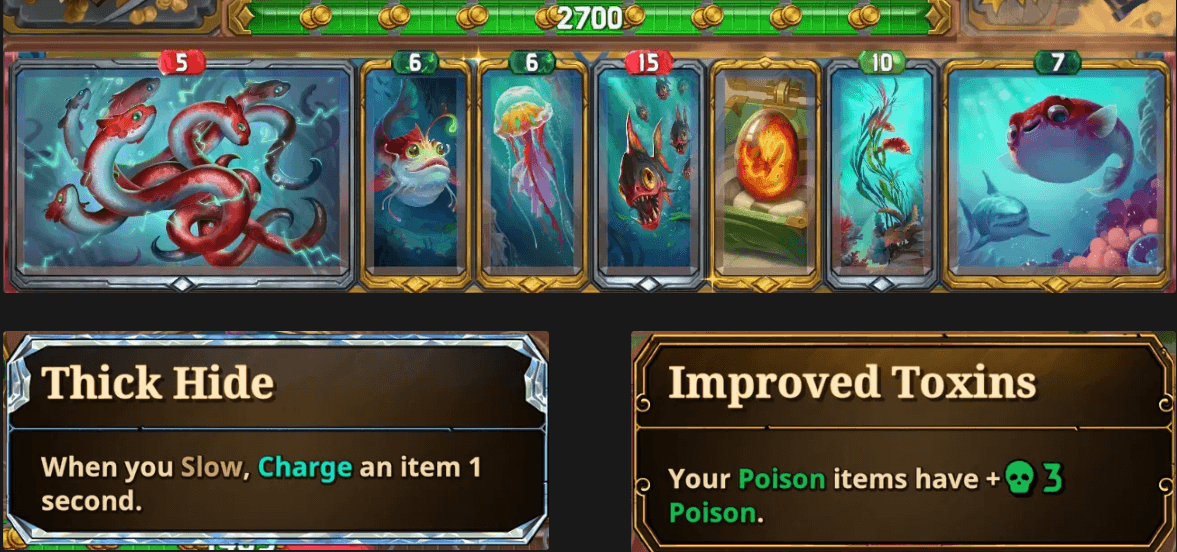 2700
5 6 6 15 10 7
Thick Hide
When you Slow, Charge an item 1
second.
Improved Toxins
Your Poison items have + 3
Poison.